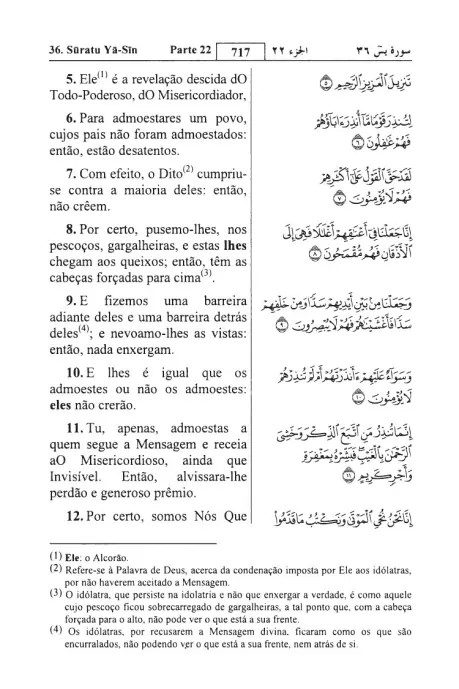 36. Sūratu Yā-Sīn Parte 22 717 الجزء ٢٢ سورة يس ٣٦
5. Ele(1) é a revelação descida dO
Todo-Poderoso, dO Misericordiador,
6. Para admoestares um povo,
cujos pais não foram admoestados:
então, estão desatentos.
7. Com efeito, o Dito(2) cumpriu-
se contra a maioria deles: então,
não crêem.
8. Por certo, pusemo-lhes, nos
pescoços, gargalheiras, e estas lhes
chegam aos queixos; então, têm as
cabeças forçadas para cima(3).
9. E fizemos uma barreira
adiante deles e uma barreira detrás
deles(4); e nevoamo-lhes as vistas:
então, nada enxergam.
10. E lhes é igual que os
admoestes ou não os admoestes:
eles não crerão.
11. Tu, apenas, admoestas a
quem segue a Mensagem e receia
aO Misericordioso, ainda que
Invisível. Então, alvissara-lhe
perdão e generoso prêmio.
12. Por certo, somos Nós Que
تَنزِيلَ ٱلْعَزِيزِ ٱلرَّحِيمِ ٥
لِتُنذِرَ قَوْمًا مَّآ أُنذِرَ ءَابَآؤُهُمْ
فَهُمْ غَٰفِلُونَ ٦
لَقَدْ حَقَّ ٱلْقَوْلُ عَلَىٰٓ أَكْثَرِهِمْ
فَهُمْ لَا يُؤْمِنُونَ ٧
إِنَّا جَعَلْنَا فِىٓ أَعْنَٰقِهِمْ أَغْلَٰلًا فَهِىَ إِلَى
ٱلْأَذْقَانِ فَهُم مُّقْمَحُونَ ٨
وَجَعَلْنَا مِنۢ بَيْنِ أَيْدِيهِمْ سَدًّا وَمِنْ خَلْفِهِمْ
سَدًّا فَأَغْشَيْنَٰهُمْ فَهُمْ لَا يُبْصِرُونَ ٩
وَسَوَآءٌ عَلَيْهِمْ ءَأَنذَرْتَهُمْ أَمْ لَمْ تُنذِرْهُمْ
لَا يُؤْمِنُونَ ١٠
إِنَّمَا تُنذِرُ مَنِ ٱتَّبَعَ ٱلذِّكْرَ وَخَشِىَ
ٱلرَّحْمَٰنَ بِٱلْغَيْبِ فَبَشِّرْهُ بِمَغْفِرَةٍ
وَأَجْرٍ كَرِيمٍ ١١
إِنَّا نَحْنُ نُحْىِ ٱلْمَوْتَىٰ وَنَكْتُبُ مَا قَدَّمُوا۟
(1) Ele: o Alcorão.
(2) Refere-se à Palavra de Deus, acerca da condenação imposta por Ele aos idólatras,
por não haverem aceitado a Mensagem.
(3) O idólatra, que persiste na idolatria e não que enxergar a verdade, é como aquele
cujo pescoço ficou sobrecarregado de gargalheiras, a tal ponto que, com a cabeça
forçada para o alto, não pode ver o que está a sua frente.
(4) Os idólatras, por recusarem a Mensagem divina, ficaram como os que são
encurralados, não podendo ver o que está a sua frente, nem atrás de si.